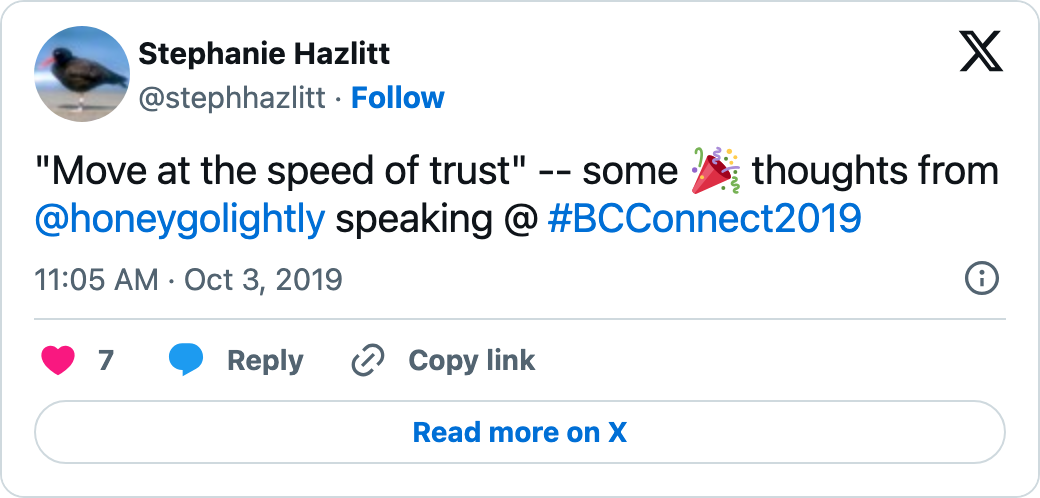 Stephanie Hazlitt
@stephhazlitt · Follow
"Move at the speed of trust" -- some 🎉 thoughts from
@honeygolightly speaking @ #BCConnect2019
11:05 AM · Oct 3, 2019
7 Reply Copy link
Read more on X